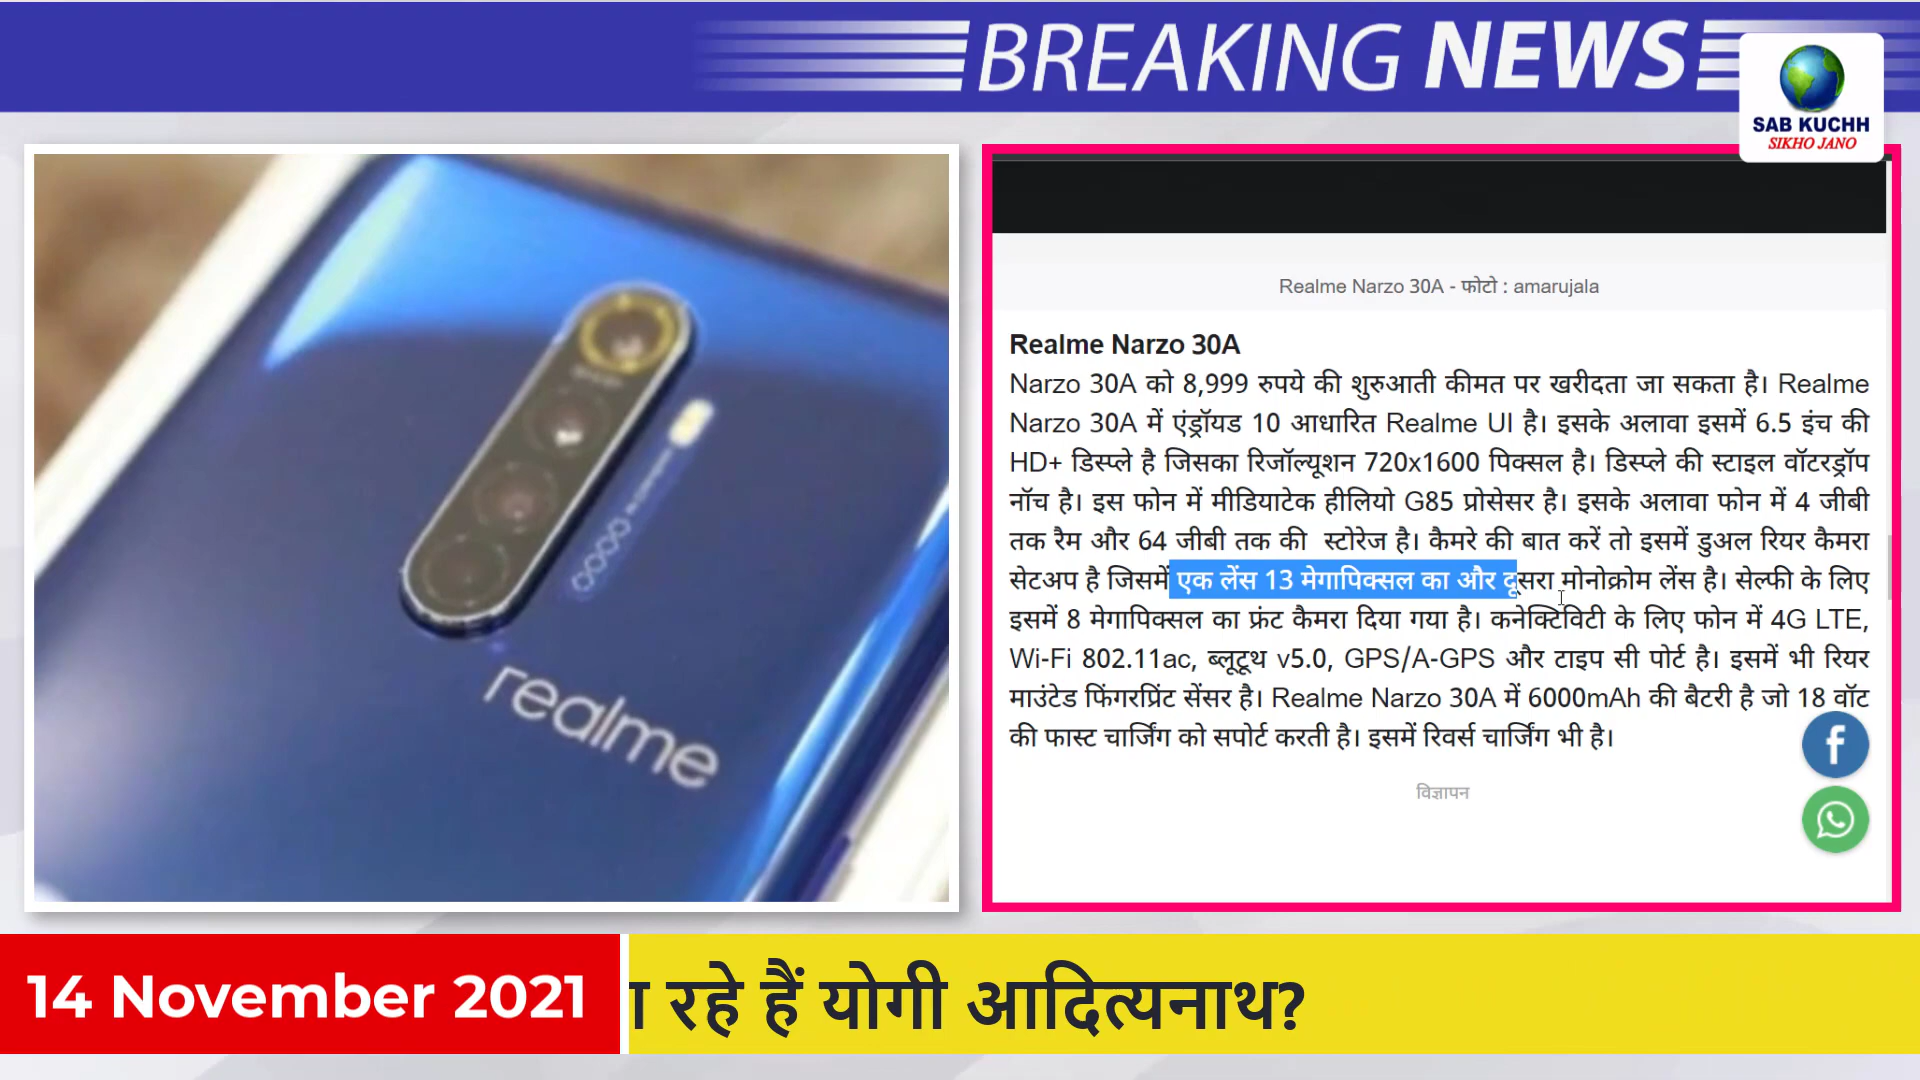 BREAKING NEWS
SAB KUCHH
SIKHO JANO
realme
Realme Narzo 30A - फोटो : amarujala
Realme Narzo 30A
Narzo 30A को 8,999 रुपये की शुरुआती कीमत पर खरीदता जा सकता है। Realme
Narzo 30A में एंड्रॉयड 10 आधारित Realme UI है। इसके अलावा इसमें 6.5 इंच की
HD+ डिस्प्ले है जिसका रिजॉल्यूशन 720x1600 पिक्सल है। डिस्प्ले की स्टाइल वॉटरड्रॉप
नॉच है। इस फोन में मीडियाटेक हीलियो G85 प्रोसेसर है। इसके अलावा फोन में 4 जीबी
तक रैम और 64 जीबी तक की स्टोरेज है। कैमरे की बात करें तो इसमें डुअल रियर कैमरा
सेटअप है जिसमें एक लेंस 13 मेगापिक्सल का और दूसरा मोनोक्रोम लेंस है। सेल्फी के लिए
इसमें 8 मेगापिक्सल का फ्रंट कैमरा दिया गया है। कनेक्टिविटी के लिए फोन में 4G LTE,
Wi-Fi 802.11ac, ब्लूटूथ v5.0, GPS/A-GPS और टाइप सी पोर्ट है। इसमें भी रियर
माउंटेड फिंगरप्रिंट सेंसर है। Realme Narzo 30A में 6000mAh की बैटरी है जो 18 वॉट
की फास्ट चार्जिंग को सपोर्ट करती है। इसमें रिवर्स चार्जिंग भी है।
विज्ञापन
14 November 2021
रहे हैं योगी आदित्यनाथ?